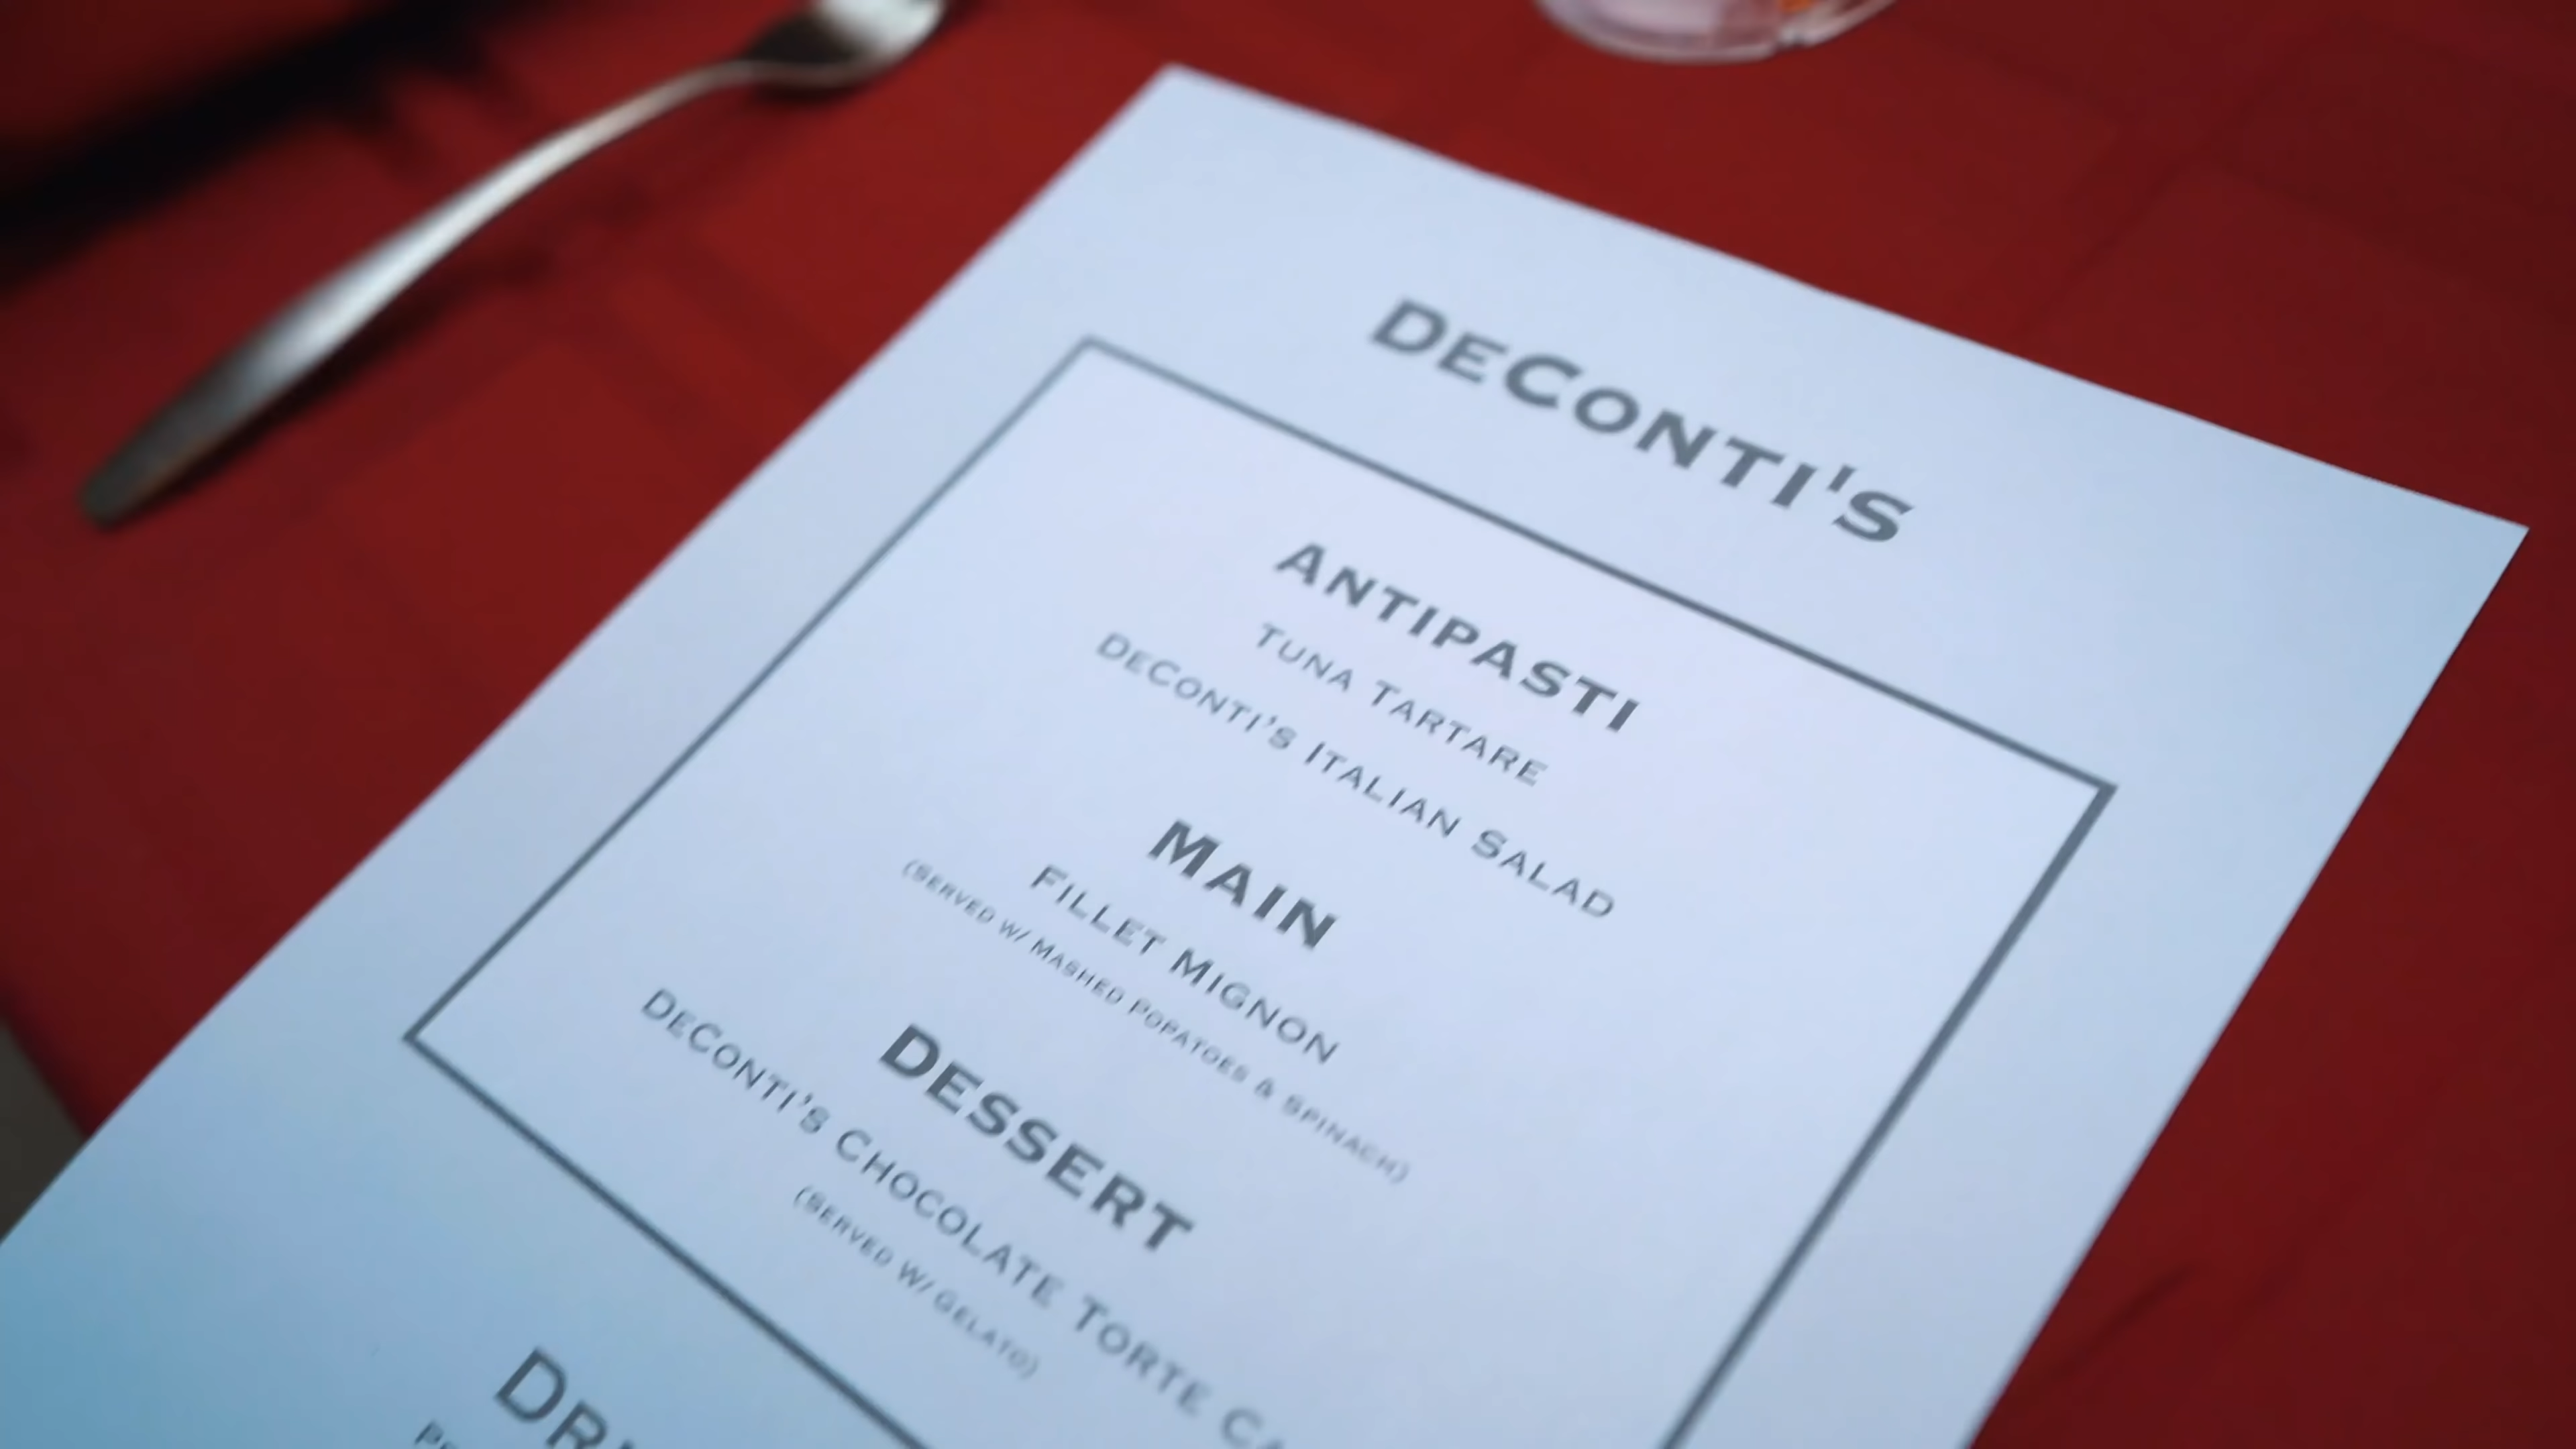 DeConti's
Antipasti
Tuna Tartare
DeConti's Italian Salad
Main
Fillet Mignon
(Served w/ Mashed Popatoes & Spinach)
Dessert
DeConti's Chocolate Torte
(Served w/ Gelato)